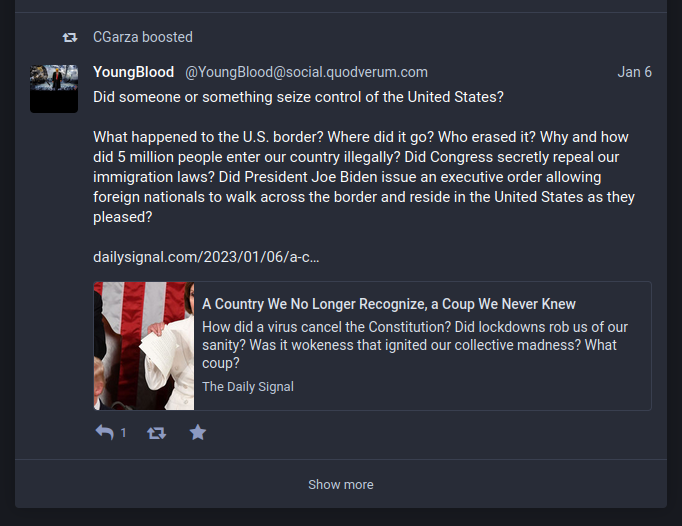 CGarza boosted
YoungBlood @YoungBlood@social.quodverum.com Jan 6
Did someone or something seize control of the United States?
What happened to the U.S. border? Where did it go? Who erased it? Why and how
did 5 million people enter our country illegally? Did Congress secretly repeal our
immigration laws? Did President Joe Biden issue an executive order allowing
foreign nationals to walk across the border and reside in the United States as they
pleased?
dailysignal.com/2023/01/06/a-c...
A Country We No Longer Recognize, a Coup We Never Knew
How did a virus cancel the Constitution? Did lockdowns rob us of our
sanity? Was it wokeness that ignited our collective madness? What
coup?
The Daily Signal
1
Show more